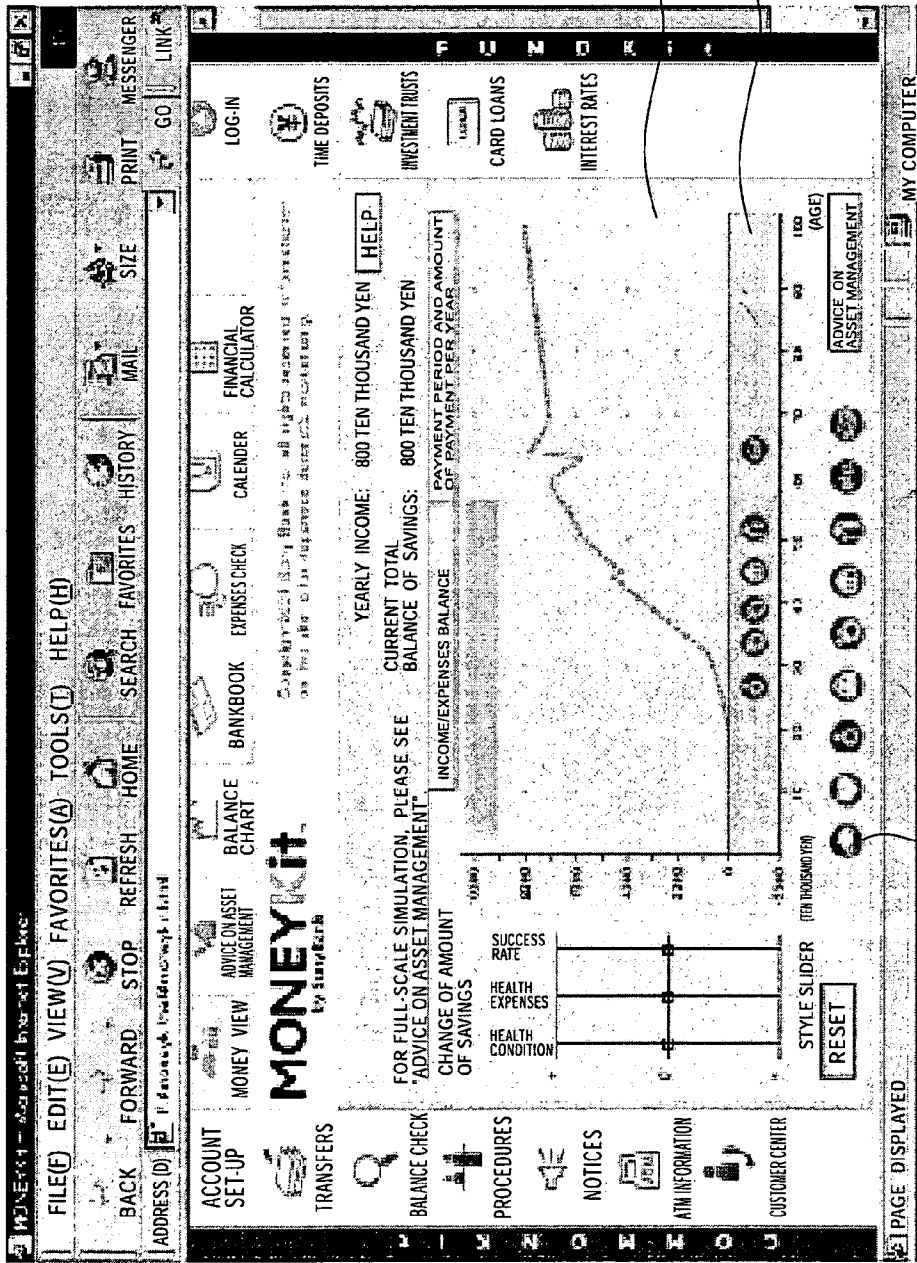 FILE(F) EDIT(E) VIEW(V) FAVORITES(A) TOOLS(T) HELP(H)
BACK FORWARD STOP REFRESH HOME SEARCH FAVORITES HISTORY MAIL SIZE PRINT MESSENGER
ADDRESS (D) GO LINK
ACCOUNT SET-UP
MONEY VIEW
ADVICE ON ASSET MANAGEMENT
BALANCE CHART
BANKBOOK
EXPENSES CHECK
CALENDER
FINANCIAL CALCULATOR
LOG-IN
TRANSFERS
BALANCE CHECK
PROCEDURES
NOTICES
ATM INFORMATION
CUSTOMER CENTER
MONEYKit
by SonyBank
FOR FULL-SCALE SIMULATION, PLEASE SEE
"ADVICE ON ASSET MANAGEMENT"
YEARLY INCOME: 800 TEN THOUSAND YEN
HELP
CURRENT TOTAL
BALANCE OF SAVINGS: 800 TEN THOUSAND YEN
CHANGE OF AMOUNT
OF SAVINGS
INCOME/EXPENSES BALANCE
PAYMENT PERIOD AND AMOUNT
OF PAYMENT PER YEAR
HEALTH CONDITION
HEALTH EXPENSES
SUCCESS RATE
STYLE SLIDER
RESET
0
(TEN THOUSAND YEN)
(AGE)
ADVICE ON
ASSET MANAGEMENT
TIME DEPOSITS
INVESTMENT TRUSTS
CARD LOANS
INTEREST RATES
PAGE DISPLAYED
MY COMPUTER